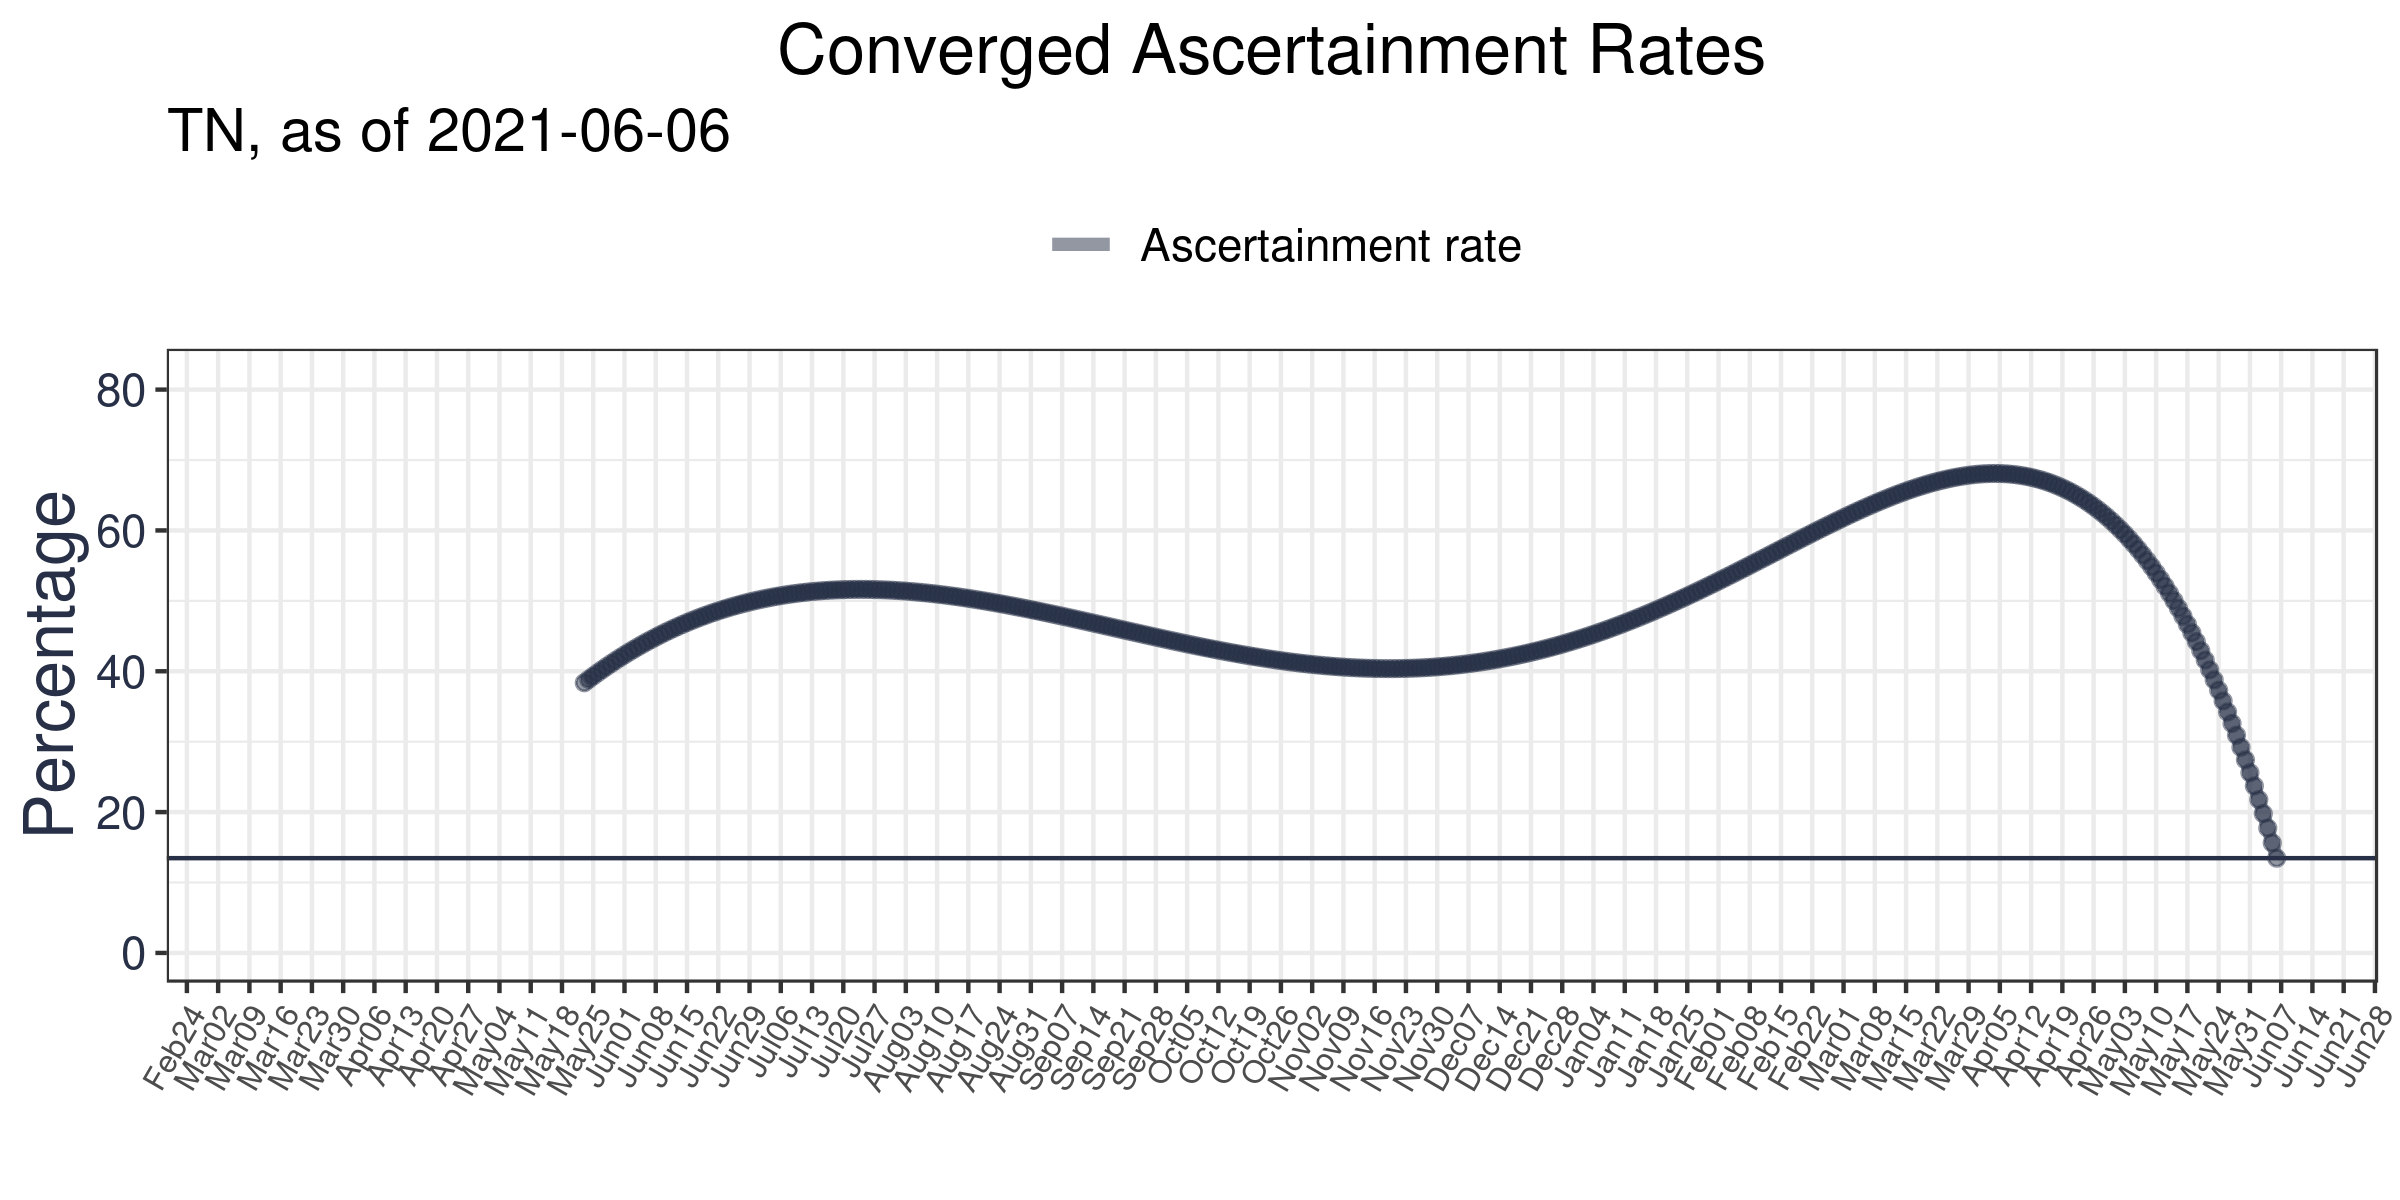 Converged Ascertainment Rates
TN, as of 2021-06-06
Ascertainment rate
Percentage
80
60
40
20
0
Feb24
Mar02
Mar09
Mar16
Mar23
Mar30
Apr06
Apr13
Apr20
Apr27
May04
May11
May18
May25
Jun01
Jun08
Jun15
Jun22
Jun29
Jul06
Jul13
Jul20
Jul27
Aug03
Aug10
Aug17
Aug24
Aug31
Sep07
Sep14
Sep21
Sep28
Oct05
Oct12
Oct19
Oct26
Nov02
Nov09
Nov16
Nov23
Nov30
Dec07
Dec14
Dec21
Dec28
Jan04
Jan11
Jan18
Jan25
Feb01
Feb08
Feb15
Feb22
Mar01
Mar08
Mar15
Mar22
Mar29
Apr05
Apr12
Apr19
Apr26
May03
May10
May17
May24
May31
Jun07
Jun14
Jun21
Jun28